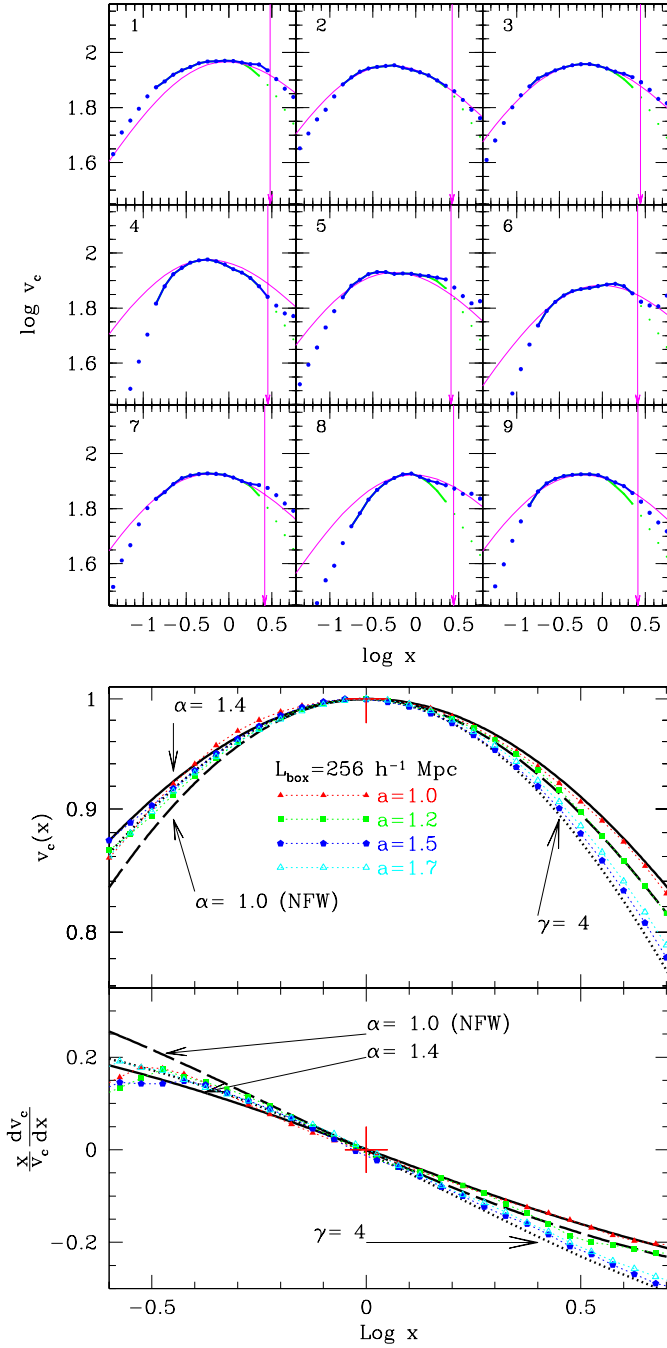 1 2 3
2
1.8
1.6
4 5 6
2
1.8
1.6
log v_c
7 8 9
2
1.8
1.6
−1 −0.5 0 0.5 −1 −0.5 0 0.5 −1 −0.5 0 0.5
log x
1
0.9
0.8
v_c(x)
α= 1.4
L_box=256 h⁻¹ Mpc
a=1.0
a=1.2
a=1.5
a=1.7
α= 1.0 (NFW)
γ= 4
0.2
0
−0.2
x/v_c dv_c/dx
α= 1.0 (NFW)
α= 1.4
γ= 4
−0.5 0 0.5
Log x